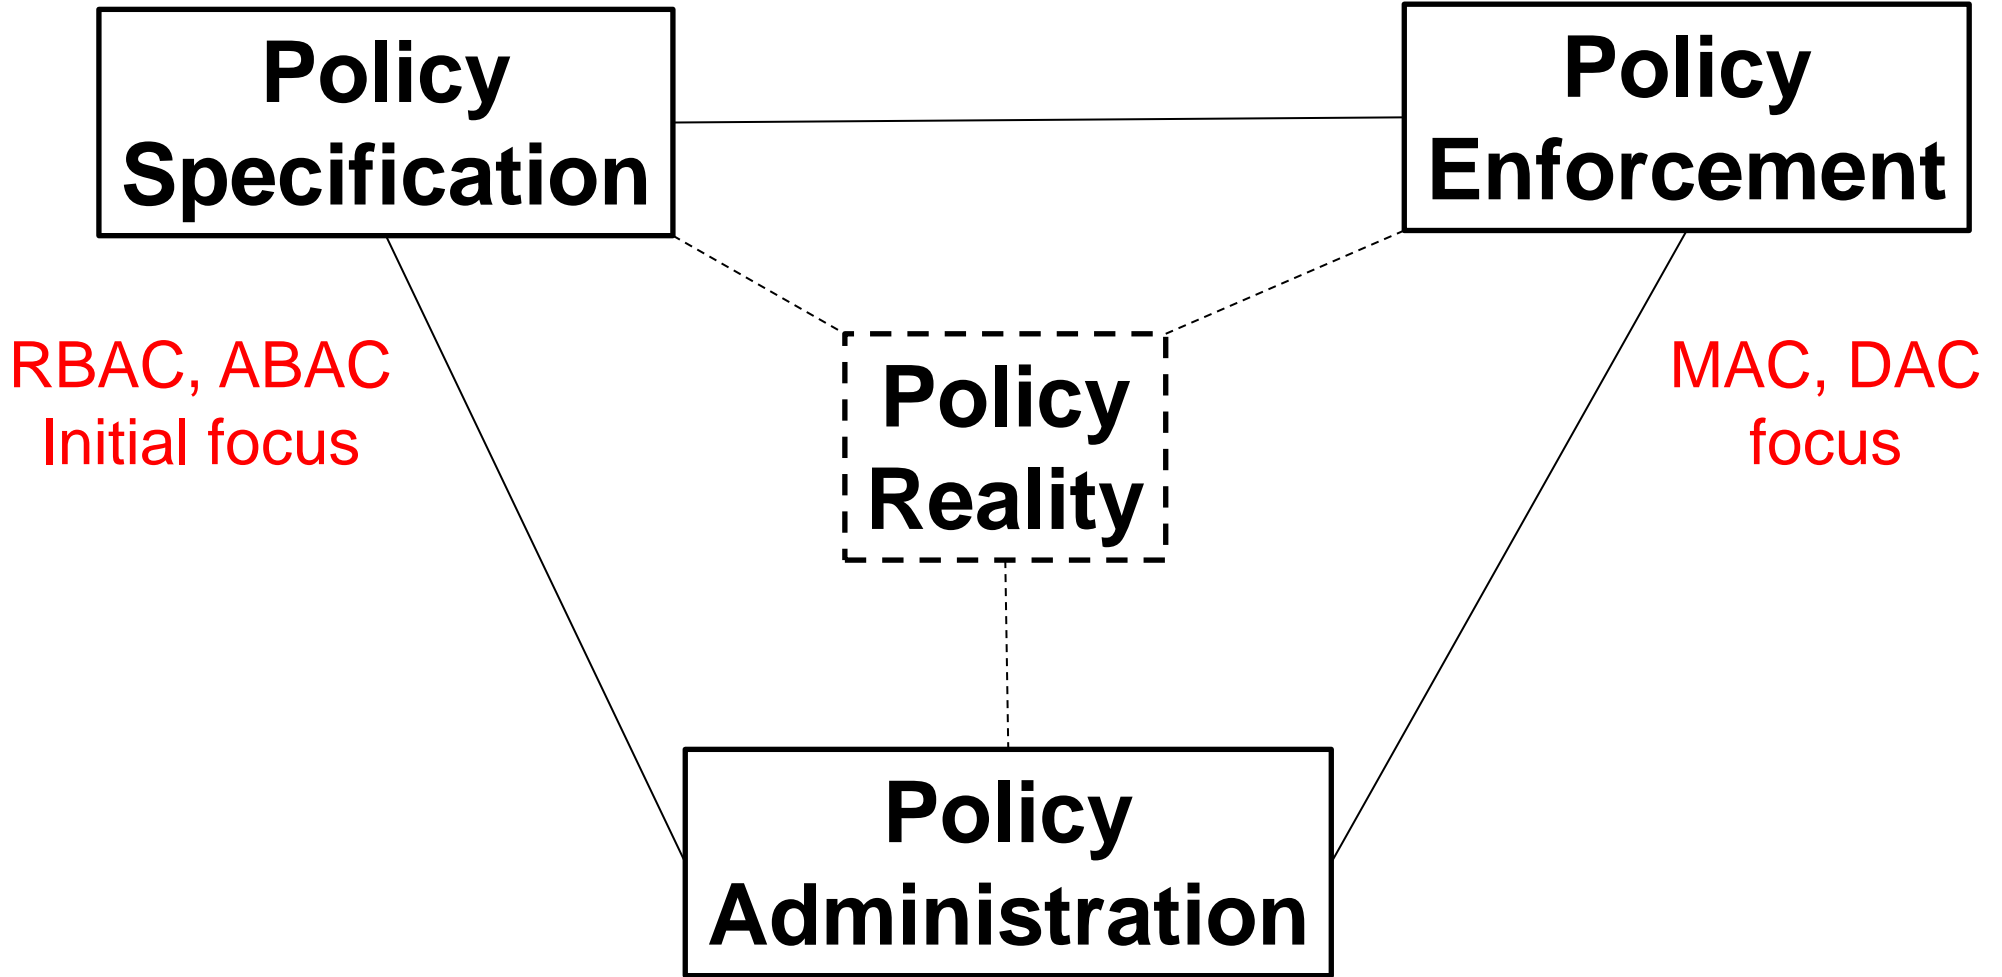 Policy
Specification
Policy
Enforcement
RBAC, ABAC
Initial focus
Policy
Reality
MAC, DAC
focus
Policy
Administration